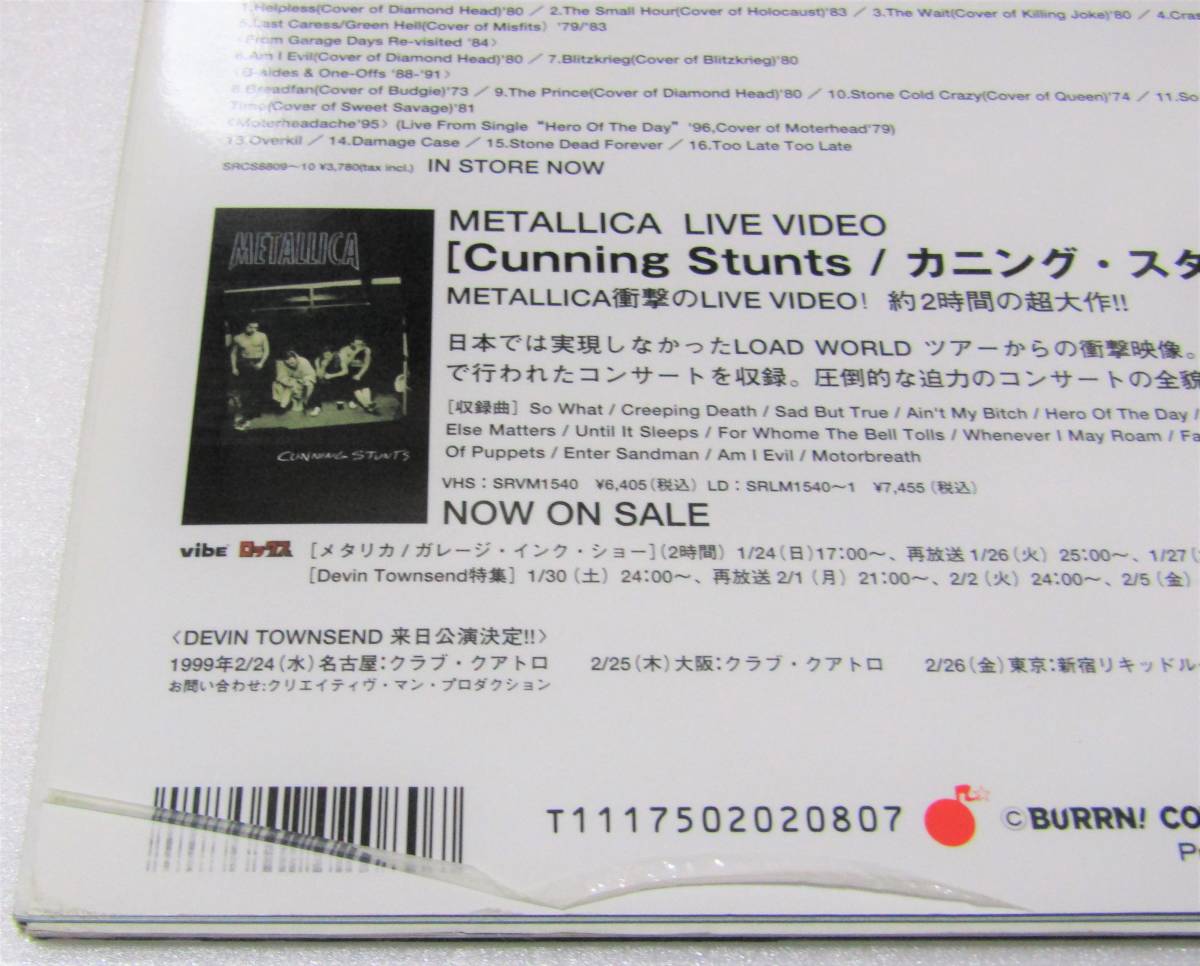 1.Helpless(Cover of Diamond Head)'80 / 2.The Small Hour(Cover of Holocaust)'83 / 3.The Wait(Cover of Killing Joke)'80 / 4.Cras
5.Last Caress/Green Hell(Cover of Misfits) '79/'83
〈From Garage Days Re-visited '84〉
6.Am I Evil(Cover of Diamond Head)'80 / 7.Blitzkrieg(Cover of Blitzkrieg)'80
〈B-sides & One-Offs '88-'91〉
8.Breadfan(Cover of Budgie)'73 / 9.The Prince(Cover of Diamond Head)'80 / 10.Stone Cold Crazy(Cover of Queen)'74 / 11.So
Time(Cover of Sweet Savage)'81
〈Moterheadache'95〉(Live From Single "Hero Of The Day" '96,Cover of Moterhead'79)
13.Overkil / 14.Damage Case / 15.Stone Dead Forever / 16.Too Late Too Late
SRCS8809〜10 ¥3,780(tax incl.) IN STORE NOW
METALLICA
CUNNING STUNTS
METALLICA LIVE VIDEO
[Cunning Stunts / カニング・スタ
METALLICA衝撃のLIVE VIDEO! 約2時間の超大作!!
日本では実現しなかったLOAD WORLD ツアーからの衝撃映像。
で行われたコンサートを収録。圧倒的な迫力のコンサートの全貌
[収録曲] So What / Creeping Death / Sad But True / Ain't My Bitch / Hero Of The Day /
Else Matters / Until It Sleeps / For Whome The Bell Tolls / Whenever I May Roam / Fa
Of Puppets / Enter Sandman / Am I Evil / Motorbreath
VHS:SRVM1540 ¥6,405(税込) LD:SRLM1540〜1 ¥7,455(税込)
NOW ON SALE
vibE ロックス [メタリカ/ガレージ・インク・ショー](2時間) 1/24(日)17:00〜、再放送 1/26(火) 25:00〜、1/27(
[Devin Townsend特集] 1/30(土) 24:00〜、再放送 2/1(月) 21:00〜、2/2(火) 24:00〜、2/5(金)
〈DEVIN TOWNSEND 来日公演決定!!〉
1999年2/24(水)名古屋:クラブ・クアトロ 2/25(木)大阪:クラブ・クアトロ 2/26(金)東京:新宿リキッドル
お問い合わせ:クリエイティヴ・マン・プロダクション
T1117502020807
©BURRN! CO